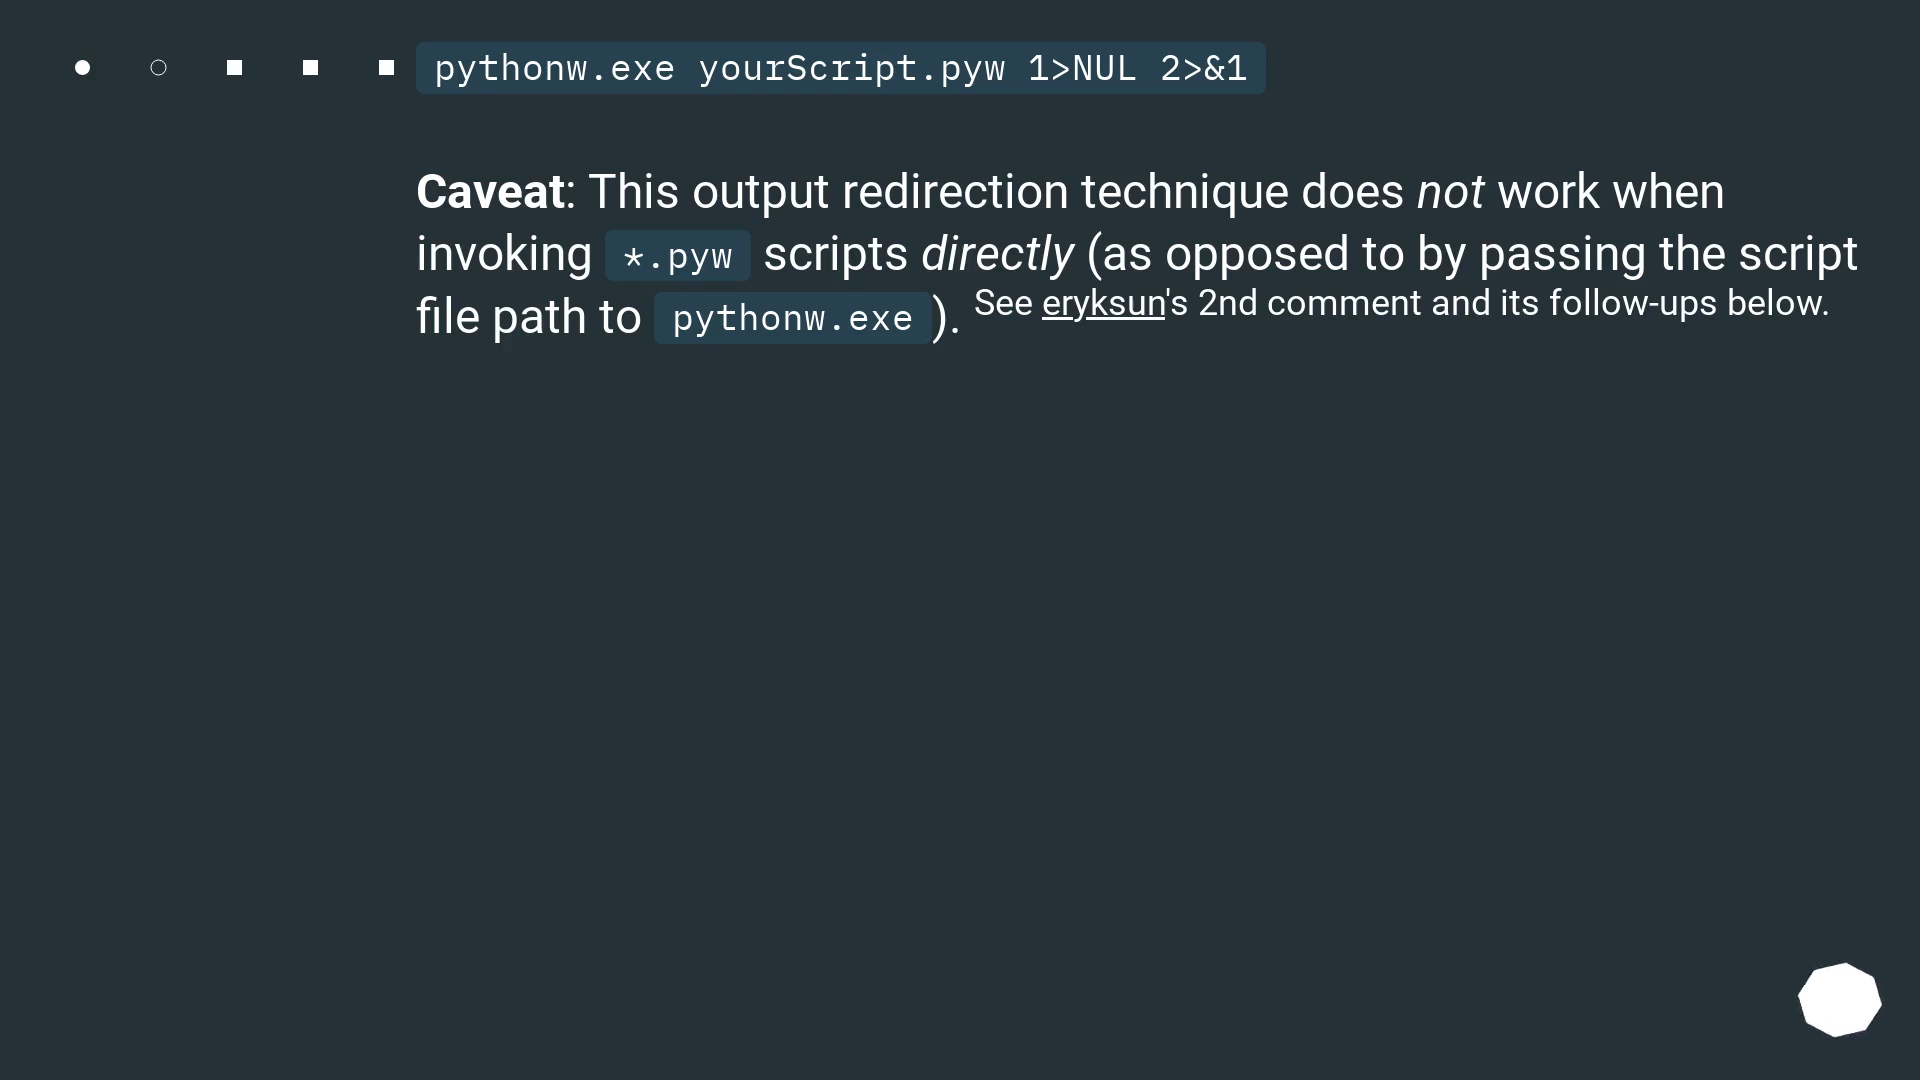 pythonw.exe yourScript.pyw 1>NUL 2>&1
Caveat: This output redirection technique does not work when
invoking *.pyw scripts directly (as opposed to by passing the script
file path to pythonw.exe). See eryksun's 2nd comment and its follow-ups below.